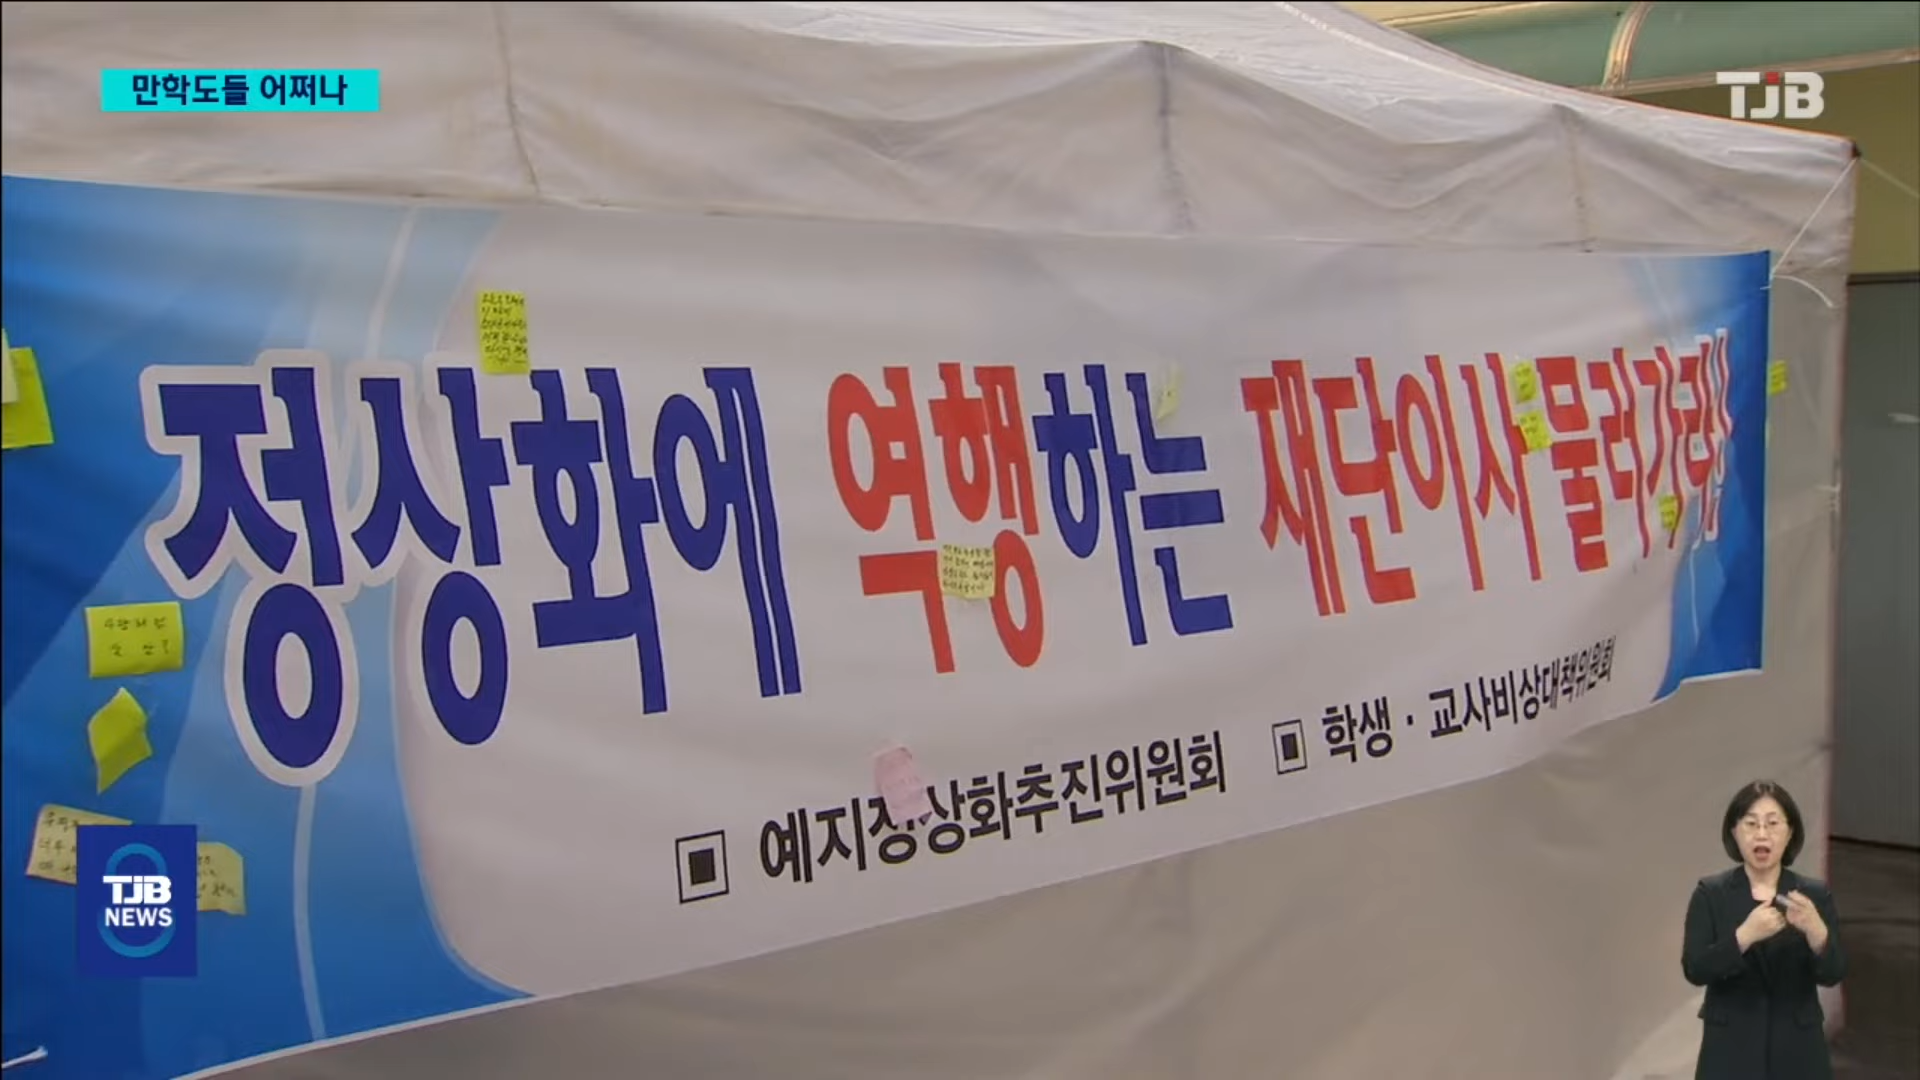 만학도들 어쩌나
TJB
정상화에 역행하는 재단이사 물러가라!!
▣ 예지정상화추진위원회 ▣ 학생·교사비상대책위원회
TJB
NEWS
8